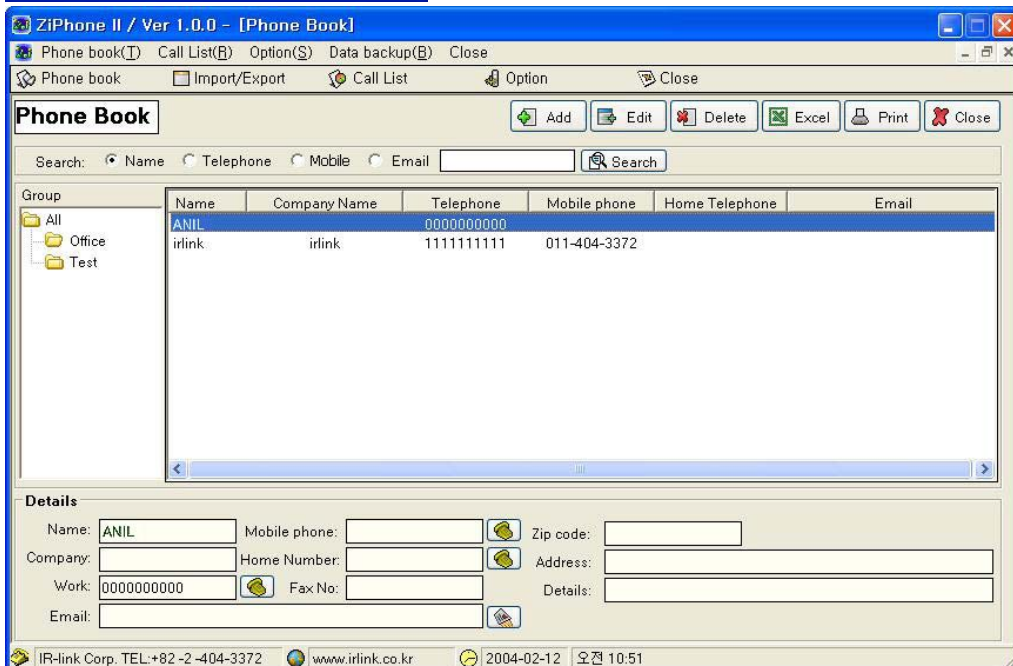 ZiPhone II / Ver 1.0.0 - [Phone Book]
Phone book(T) Call List(R) Option(S) Data backup(B) Close
Phone book Import/Export Call List Option Close
Phone Book Add Edit Delete Excel Print Close
Search: Name Telephone Mobile Email Search
Group
All
Office
Test
Name Company Name Telephone Mobile phone Home Telephone Email
ANIL 0000000000
irlink irlink 1111111111 011-404-3372
Details
Name: ANIL Mobile phone: Zip code:
Company: Home Number: Address:
Work: 0000000000 Fax No: Details:
Email:
IR-link Corp. TEL:+82 -2 -404-3372 www.irlink.co.kr 2004-02-12 오전 10:51